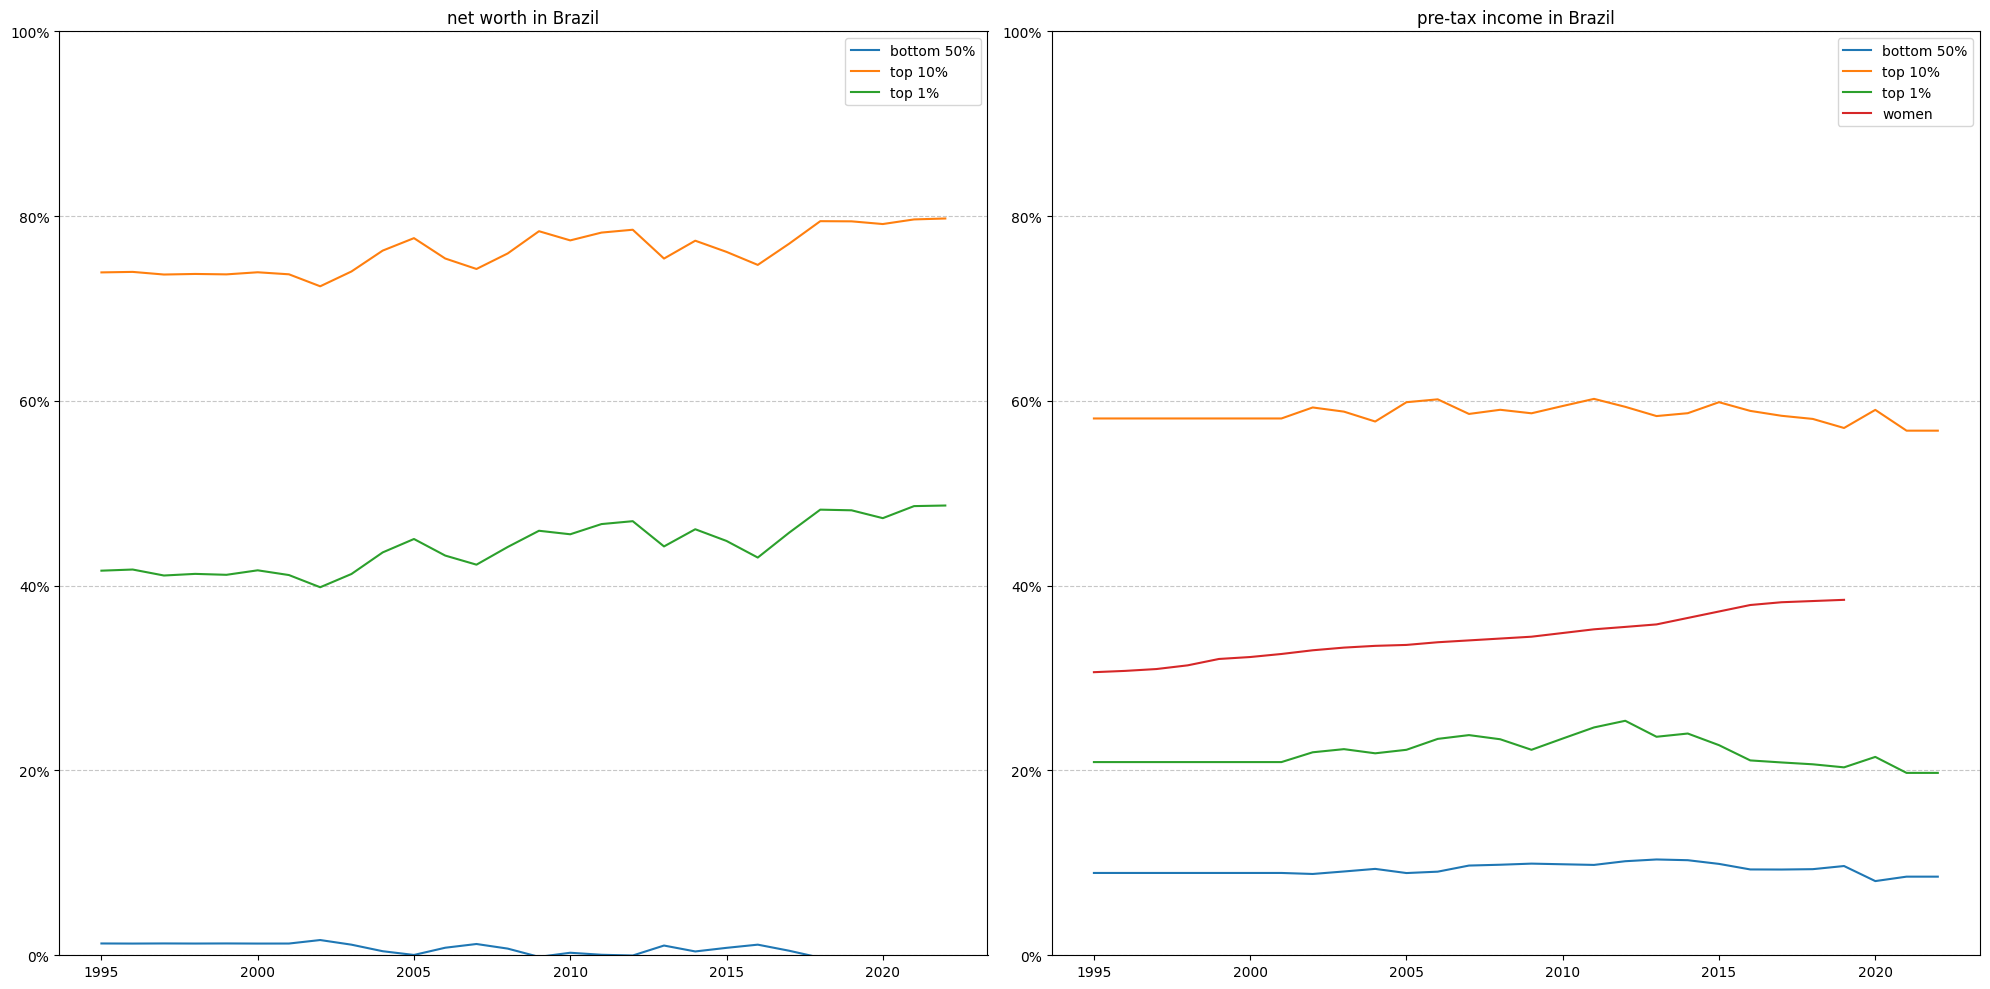 net worth in Brazil
100%
80%
60%
40%
20%
0%
1995 2000 2005 2010 2015 2020
bottom 50%
top 10%
top 1%
pre-tax income in Brazil
100%
80%
60%
40%
20%
0%
1995 2000 2005 2010 2015 2020
bottom 50%
top 10%
top 1%
women